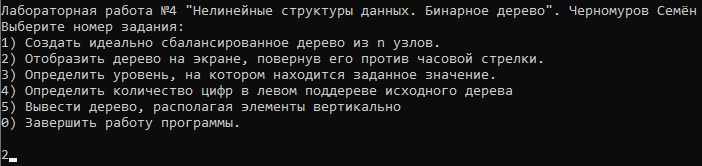 Лабораторная работа №4 "Нелинейные структуры данных. Бинарное дерево". Черномуров Семён
Выберите номер задания:
1) Создать идеально сбалансированное дерево из n узлов.
2) Отобразить дерево на экране, повернув его против часовой стрелки.
3) Определить уровень, на котором находится заданное значение.
4) Определить количество цифр в левом поддереве исходного дерева
5) Вывести дерево, располагая элементы вертикально
0) Завершить работу программы.
2